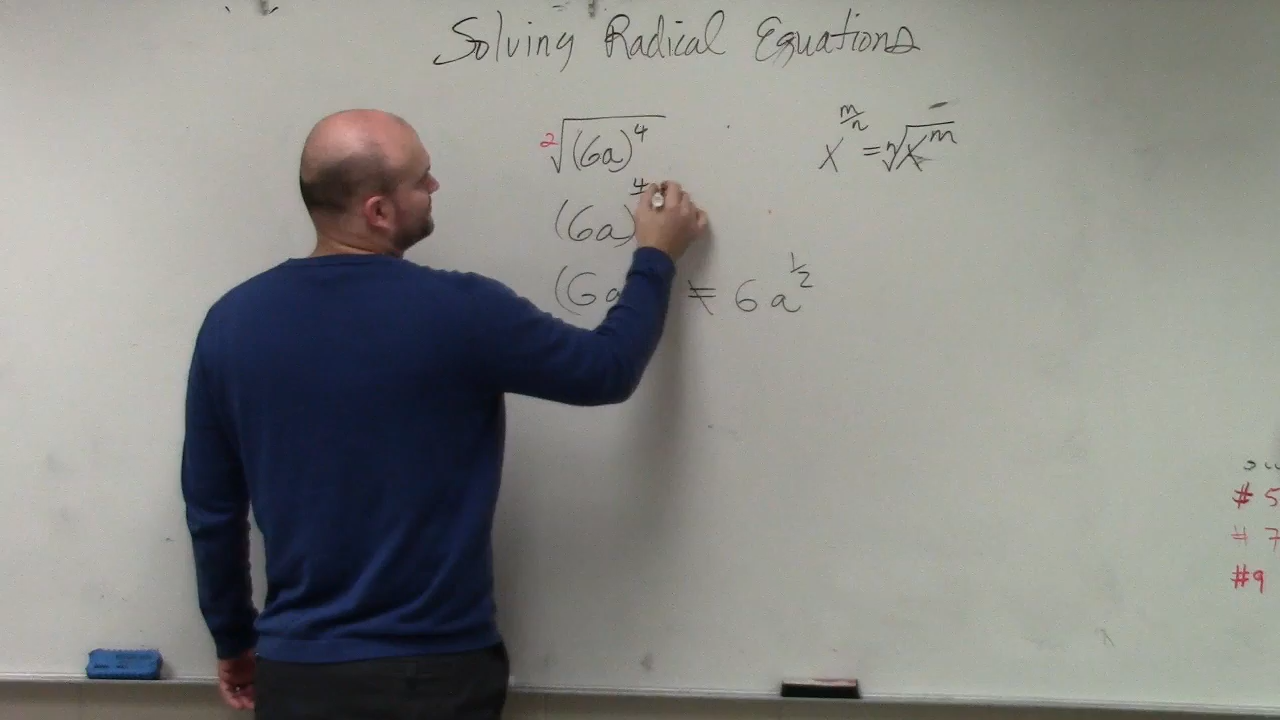 Solving Radical Equations
²√(6a)⁴
x^(m/n) = ⁿ√x^m
(6a)^4
(6a ≠ 6a^(1/2)
# 5
# 7
#9